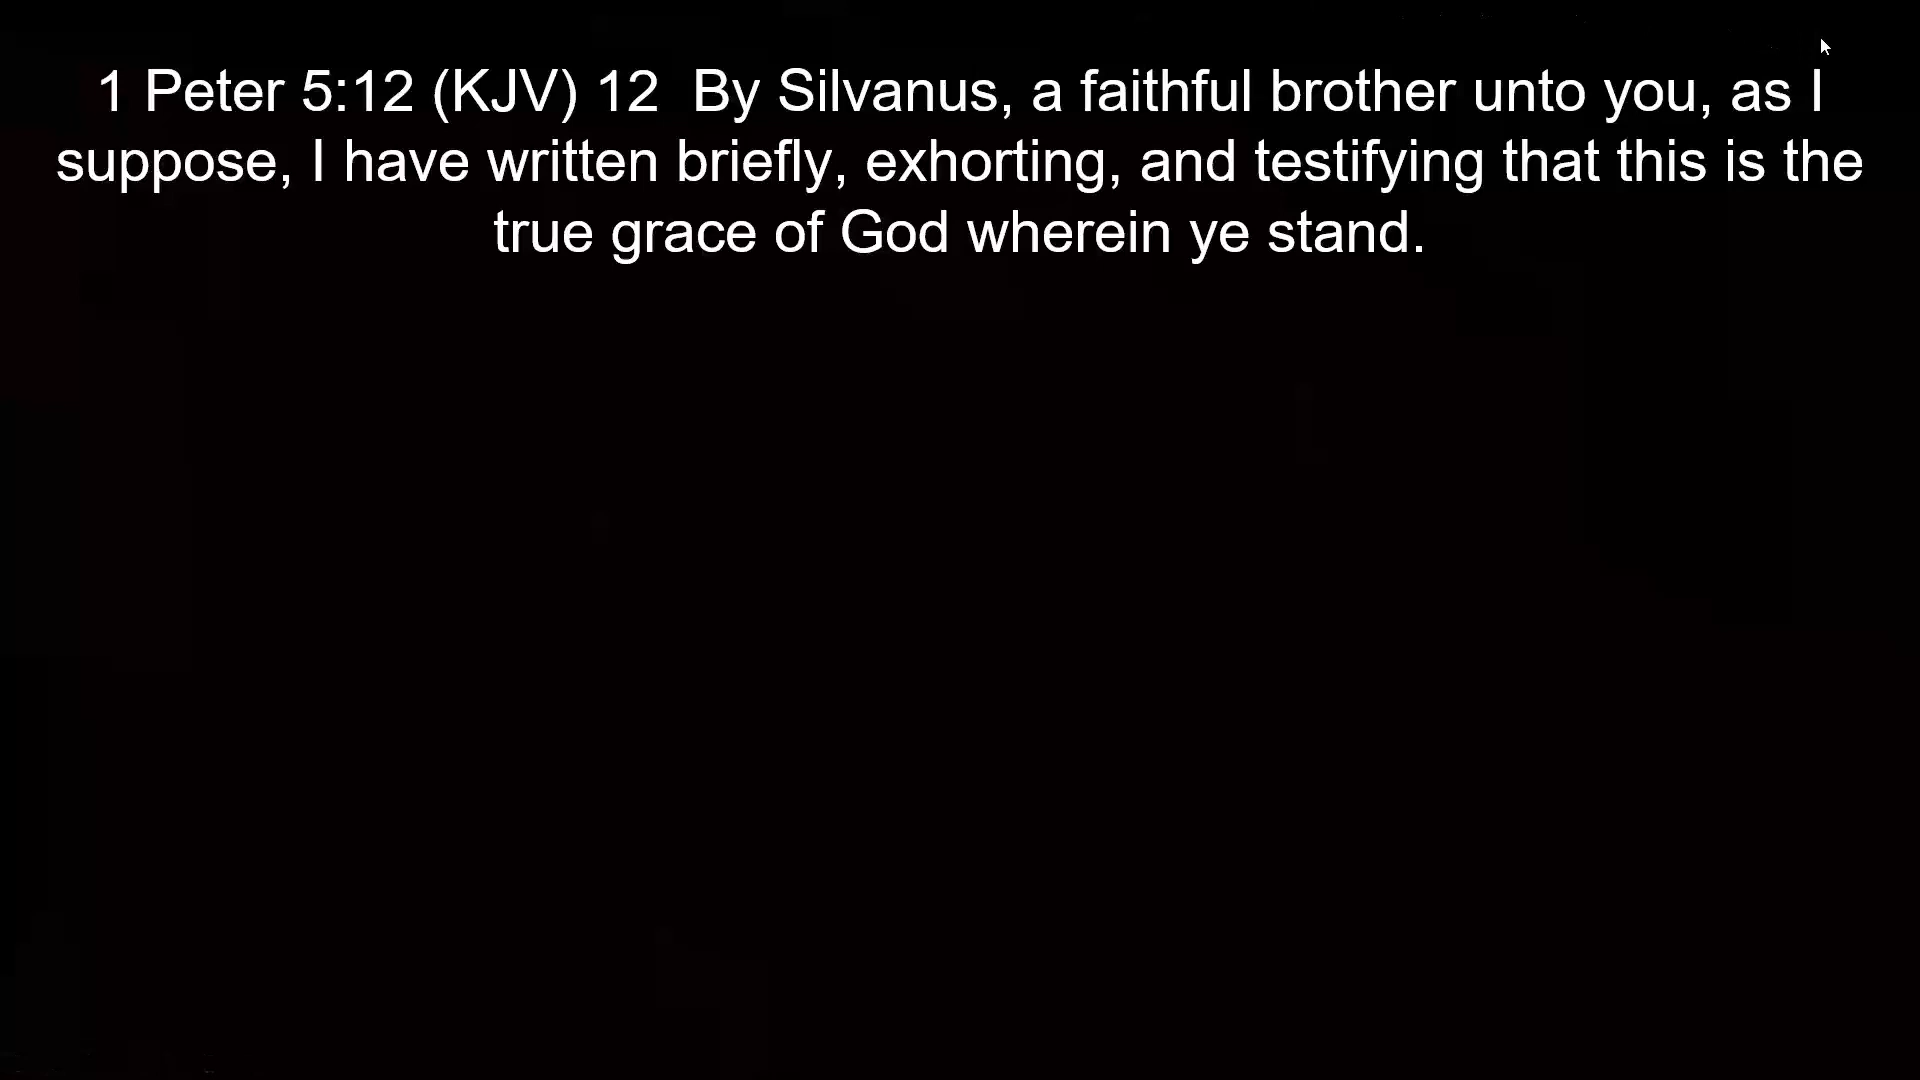 1 Peter 5:12 (KJV) 12  By Silvanus, a faithful brother unto you, as I
suppose, I have written briefly, exhorting, and testifying that this is the
true grace of God wherein ye stand.